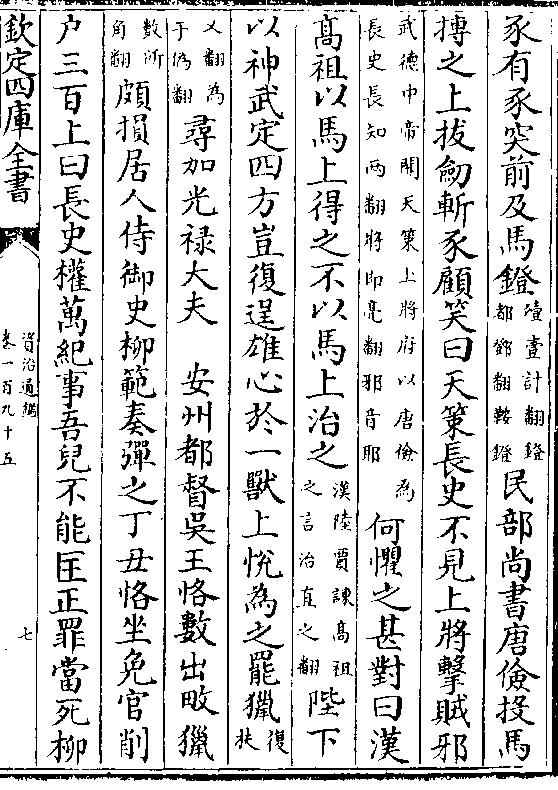 豕有豕突前及馬鐙
殪壹計翻鐙
都鄧翻鞍鐙
民部尚書唐儉投馬
搏之上拔劒斬豕顧笑曰天策長史不見上將擊賊邪
武德中帝開天策上將府以唐儉為
長史長知兩翻將即亮翻邪音耶
何懼之甚對曰漢
髙祖以馬上得之不以馬上治之
漢陸賈諫髙祖
之言治直之翻
陛下
以神武定四方豈復逞雄心於一獸上恱為之罷獵
復
扶
又翻為
于偽翻
尋加光禄大夫 安州都督吳王恪數出畋獵
數所
角翻
頗損居人侍御史柳範奏彈之丁丑恪坐免官削
户三百上曰長史權萬紀事吾兒不能匡正罪當死柳
欽定四庫全書
資治通鑑
卷一百九十五
七